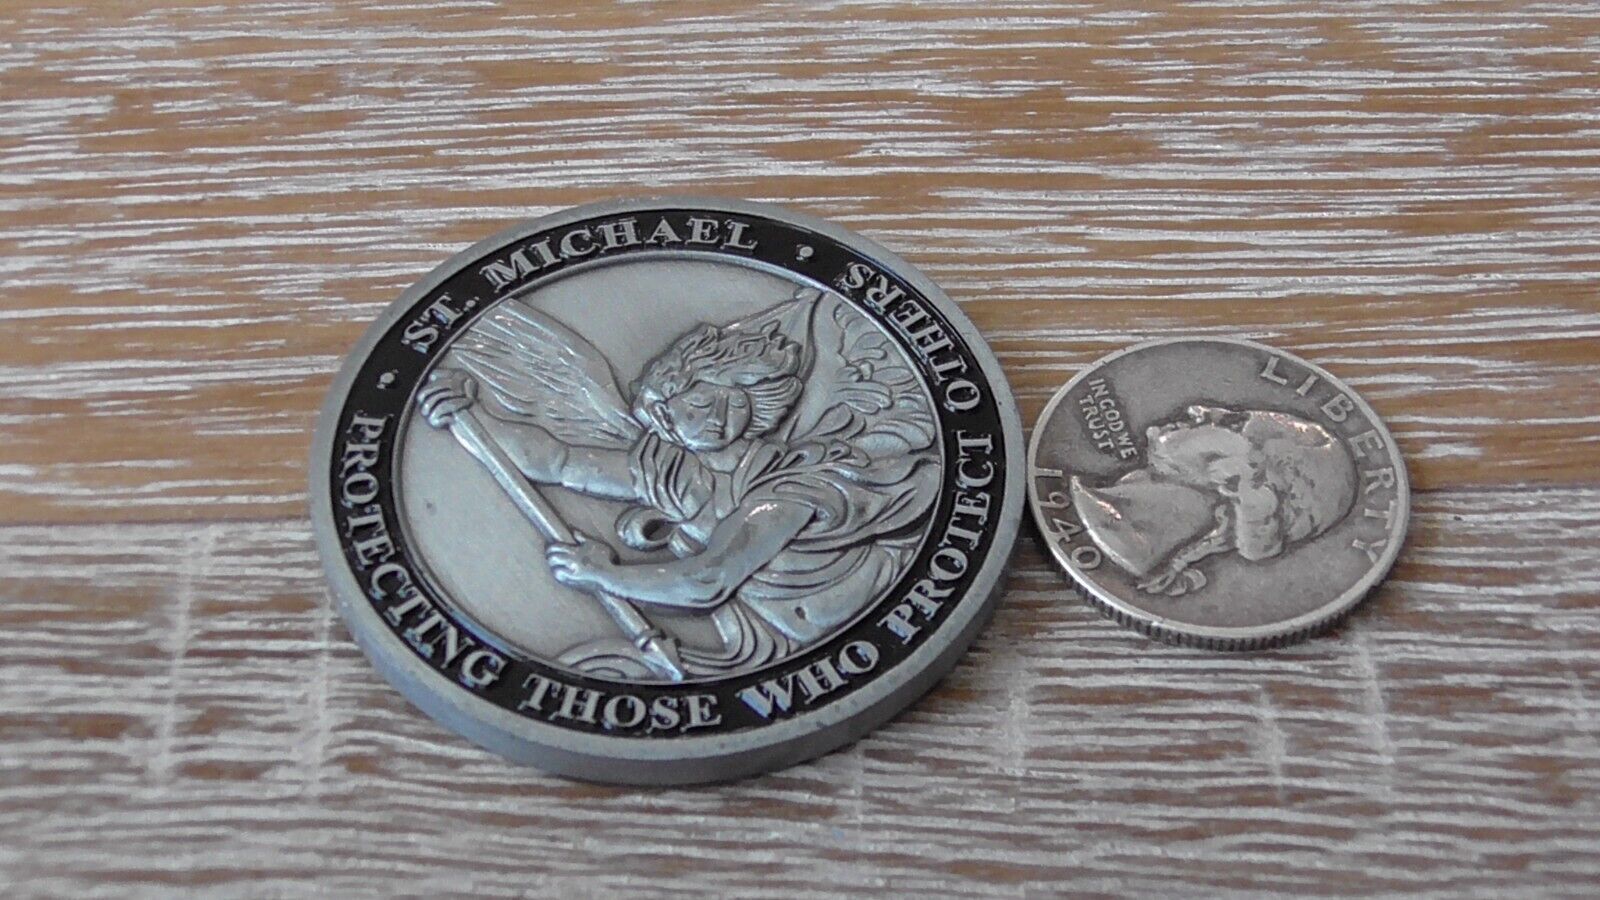 · ST. MICHAEL ·
PROTECTING THOSE WHO PROTECT OTHERS
LIBERTY
IN GOD WE
TRUST
1940